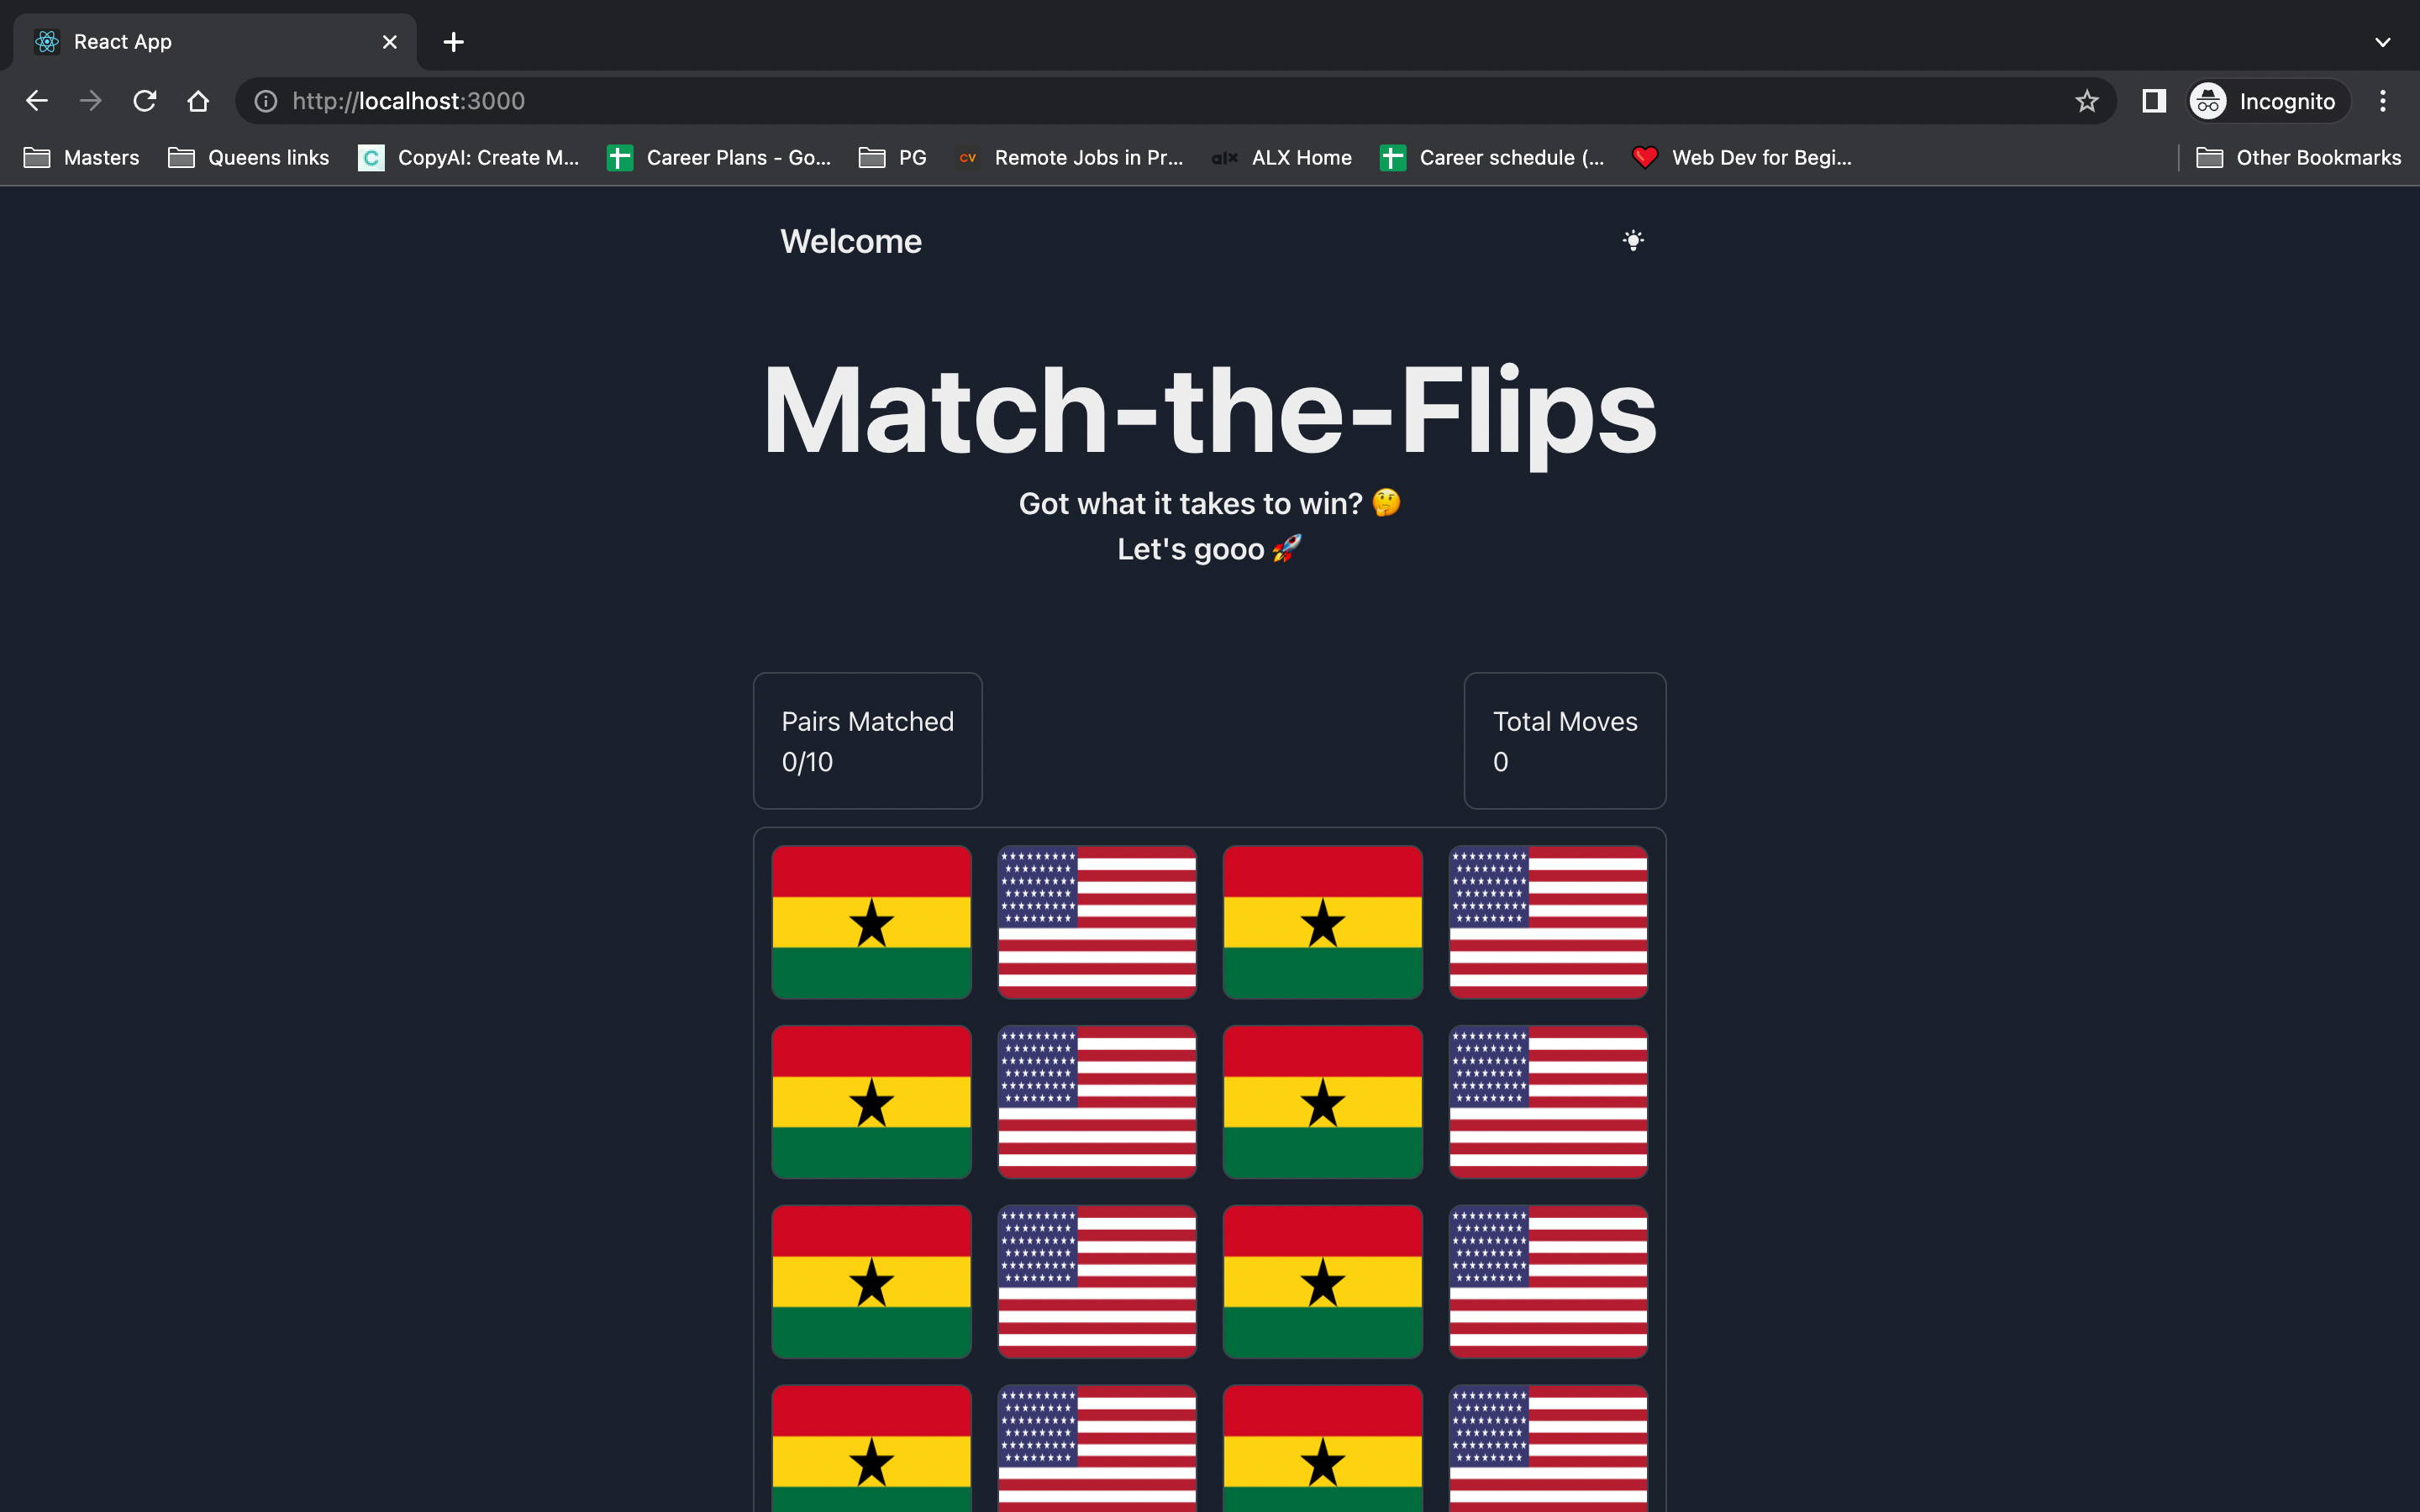 React App
http://localhost:3000
Incognito
Masters
Queens links
C
CopyAI: Create M...
Career Plans - Go...
PG
CV
Remote Jobs in Pr...
alx
ALX Home
Career schedule (...
Web Dev for Begi...
Other Bookmarks
Welcome
Match-the-Flips
Got what it takes to win? 🤔
Let's gooo 🚀
Pairs Matched
0/10
Total Moves
0